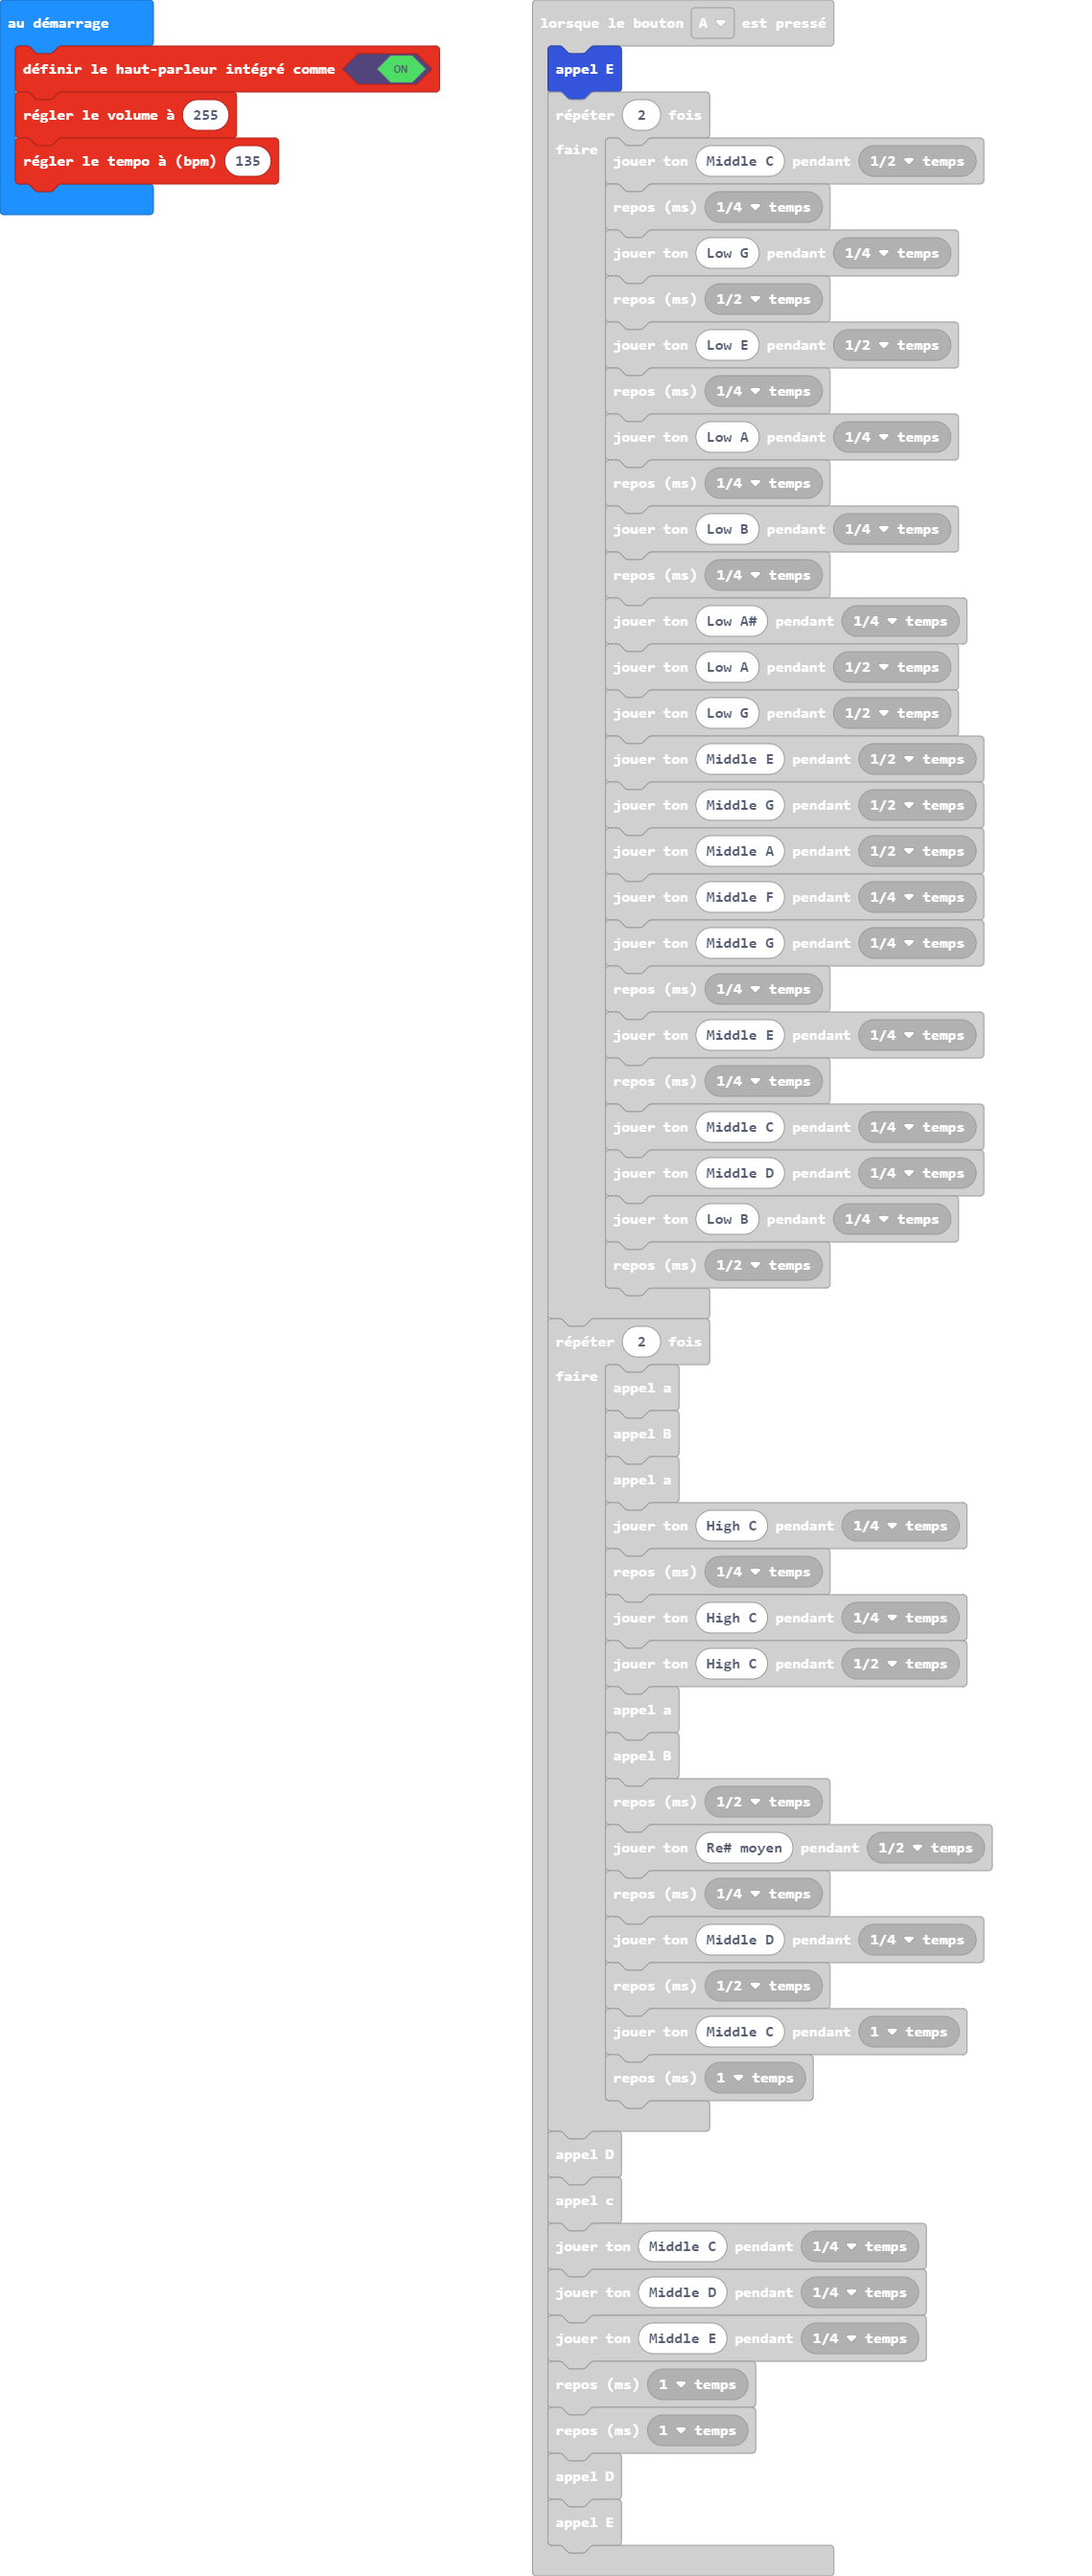 au démarrage
définir le haut-parleur intégré comme ON
régler le volume à 255
régler le tempo à (bpm) 135
lorsque le bouton A est pressé
appel E
répéter 2 fois
faire
jouer ton Middle C pendant 1/2 temps
repos (ms) 1/4 temps
jouer ton Low G pendant 1/4 temps
repos (ms) 1/2 temps
jouer ton Low E pendant 1/2 temps
repos (ms) 1/4 temps
jouer ton Low A pendant 1/4 temps
repos (ms) 1/4 temps
jouer ton Low B pendant 1/4 temps
repos (ms) 1/4 temps
jouer ton Low A# pendant 1/4 temps
jouer ton Low A pendant 1/2 temps
jouer ton Low G pendant 1/2 temps
jouer ton Middle E pendant 1/2 temps
jouer ton Middle G pendant 1/2 temps
jouer ton Middle A pendant 1/2 temps
jouer ton Middle F pendant 1/4 temps
jouer ton Middle G pendant 1/4 temps
repos (ms) 1/4 temps
jouer ton Middle E pendant 1/4 temps
repos (ms) 1/4 temps
jouer ton Middle C pendant 1/4 temps
jouer ton Middle D pendant 1/4 temps
jouer ton Low B pendant 1/4 temps
repos (ms) 1/2 temps
répéter 2 fois
faire
appel a
appel B
appel a
jouer ton High C pendant 1/4 temps
repos (ms) 1/4 temps
jouer ton High C pendant 1/4 temps
jouer ton High C pendant 1/2 temps
appel a
appel B
repos (ms) 1/2 temps
jouer ton Re# moyen pendant 1/2 temps
repos (ms) 1/4 temps
jouer ton Middle D pendant 1/4 temps
repos (ms) 1/2 temps
jouer ton Middle C pendant 1 temps
repos (ms) 1 temps
appel D
appel c
jouer ton Middle C pendant 1/4 temps
jouer ton Middle D pendant 1/4 temps
jouer ton Middle E pendant 1/4 temps
repos (ms) 1 temps
repos (ms) 1 temps
appel D
appel E